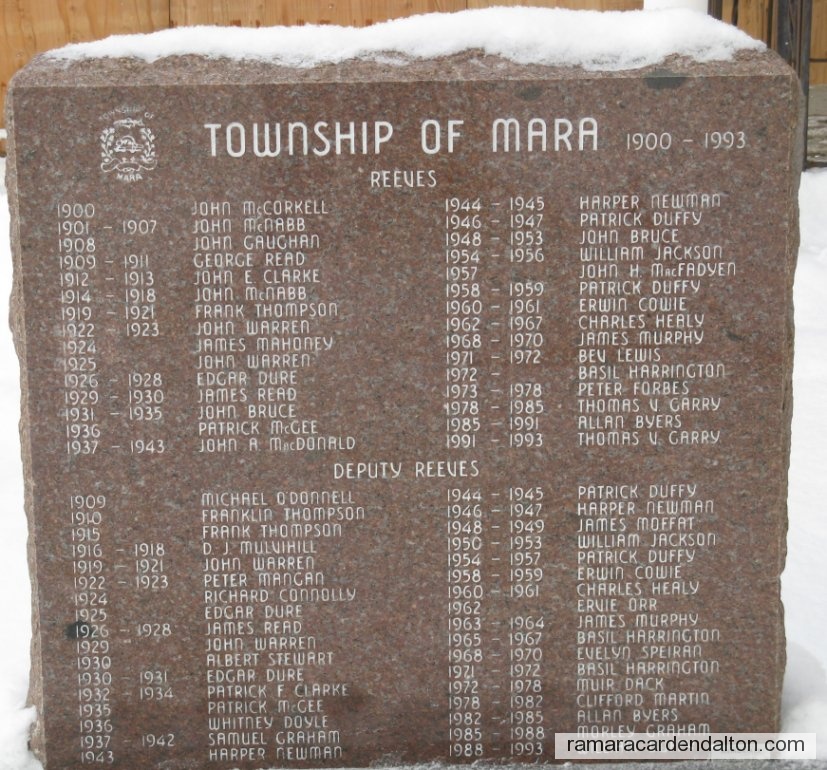 TOWNSHIP OF
MARA
TOWNSHIP OF MARA 1900 - 1993
REEVES
1900 JOHN McCORKELL
1901 - 1907 JOHN McNABB
1908 JOHN GAUGHAN
1909 - 1911 GEORGE READ
1912 - 1913 JOHN E. CLARKE
1914 - 1918 JOHN McNABB
1919 - 1921 FRANK THOMPSON
1922 - 1923 JOHN WARREN
1924 JAMES MAHONEY
1925 JOHN WARREN
1926 - 1928 EDGAR DURE
1929 - 1930 JAMES READ
1931 - 1935 JOHN BRUCE
1936 PATRICK McGEE
1937 - 1943 JOHN A. MacDONALD
1944 - 1945 HARPER NEWMAN
1946 - 1947 PATRICK DUFFY
1948 - 1953 JOHN BRUCE
1954 - 1956 WILLIAM JACKSON
1957 JOHN H. MacFADYEN
1958 - 1959 PATRICK DUFFY
1960 - 1961 ERWIN COWIE
1962 - 1967 CHARLES HEALY
1968 - 1970 JAMES MURPHY
1971 - 1972 BEV LEWIS
1972 - BASIL HARRINGTON
1973 - 1978 PETER FORBES
1978 - 1985 THOMAS V. GARRY
1985 - 1991 ALLAN BYERS
1991 - 1993 THOMAS V. GARRY
DEPUTY REEVES
1909 MICHAEL O'DONNELL
1910 FRANKLIN THOMPSON
1915 FRANK THOMPSON
1916 - 1918 D. J. MULVIHILL
1919 - 1921 JOHN WARREN
1922 - 1923 PETER MANGAN
1924 RICHARD CONNOLLY
1925 EDGAR DURE
1926 - 1928 JAMES READ
1929 JOHN WARREN
1930 ALBERT STEWART
1930 - 1931 EDGAR DURE
1932 - 1934 PATRICK F. CLARKE
1935 PATRICK McGEE
1936 WHITNEY DOYLE
1937 - 1942 SAMUEL GRAHAM
1943 HARPER NEWMAN
1944 - 1945 PATRICK DUFFY
1946 - 1947 HARPER NEWMAN
1948 - 1949 JAMES MOFFAT
1950 - 1953 WILLIAM JACKSON
1954 - 1957 PATRICK DUFFY
1958 - 1959 ERWIN COWIE
1960 - 1961 CHARLES HEALY
1962 ERVIE ORR
1963 - 1964 JAMES MURPHY
1965 - 1967 BASIL HARRINGTON
1968 - 1970 EVELYN SPEIRAN
1971 - 1972 BASIL HARRINGTON
1972 - 1978 MUIR DACK
1978 - 1982 CLIFFORD MARTIN
1982 - 1985 ALLAN BYERS
1985 - 1988 MORLEY GRAHAM
1988 - 1993
ramaracardendalton.com